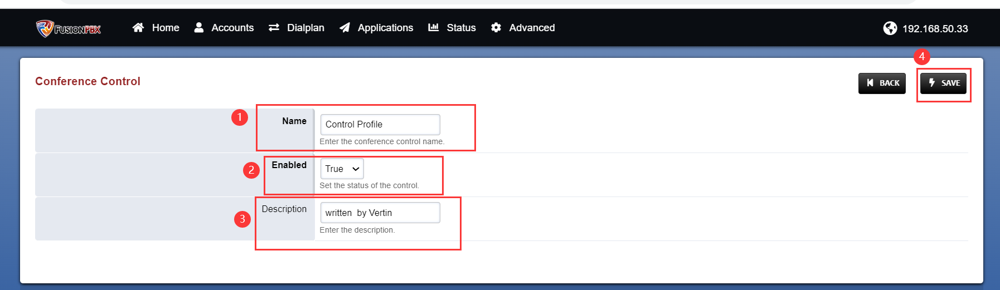 FUSIONPBX Home Accounts Dialplan Applications Status Advanced 192.168.50.33
4
Conference Control BACK SAVE
1 Name Control Profile
Enter the conference control name.
2 Enabled True
Set the status of the control.
Description written  by Vertin
3
Enter the description.